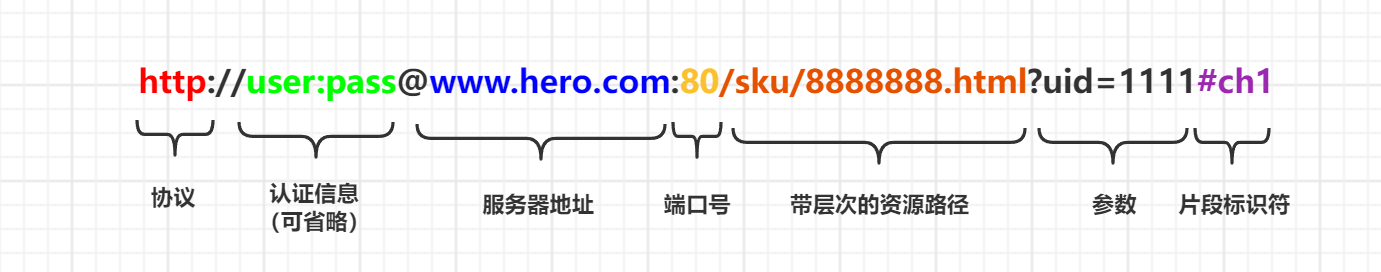 http://user:pass@www.hero.com:80/sku/8888888.html?uid=1111#ch1
协议
认证信息
（可省略）
服务器地址
端口号
带层次的资源路径
参数
片段标识符